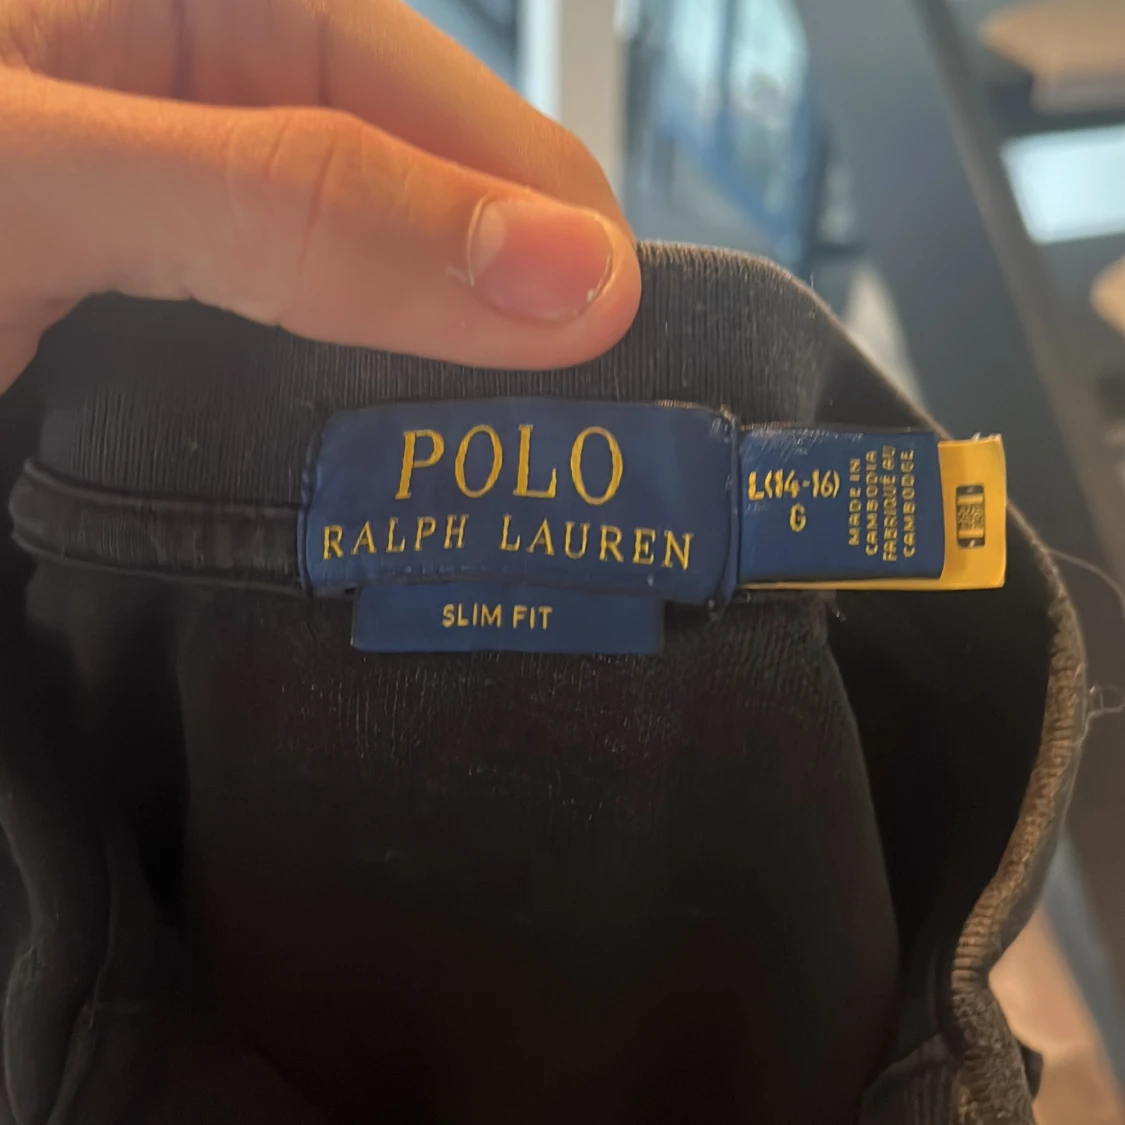 POLO
RALPH LAUREN
SLIM FIT
L(14-16)
G
MADE IN
CAMBODIA
FABRIQUÉ AU
CAMBODGE